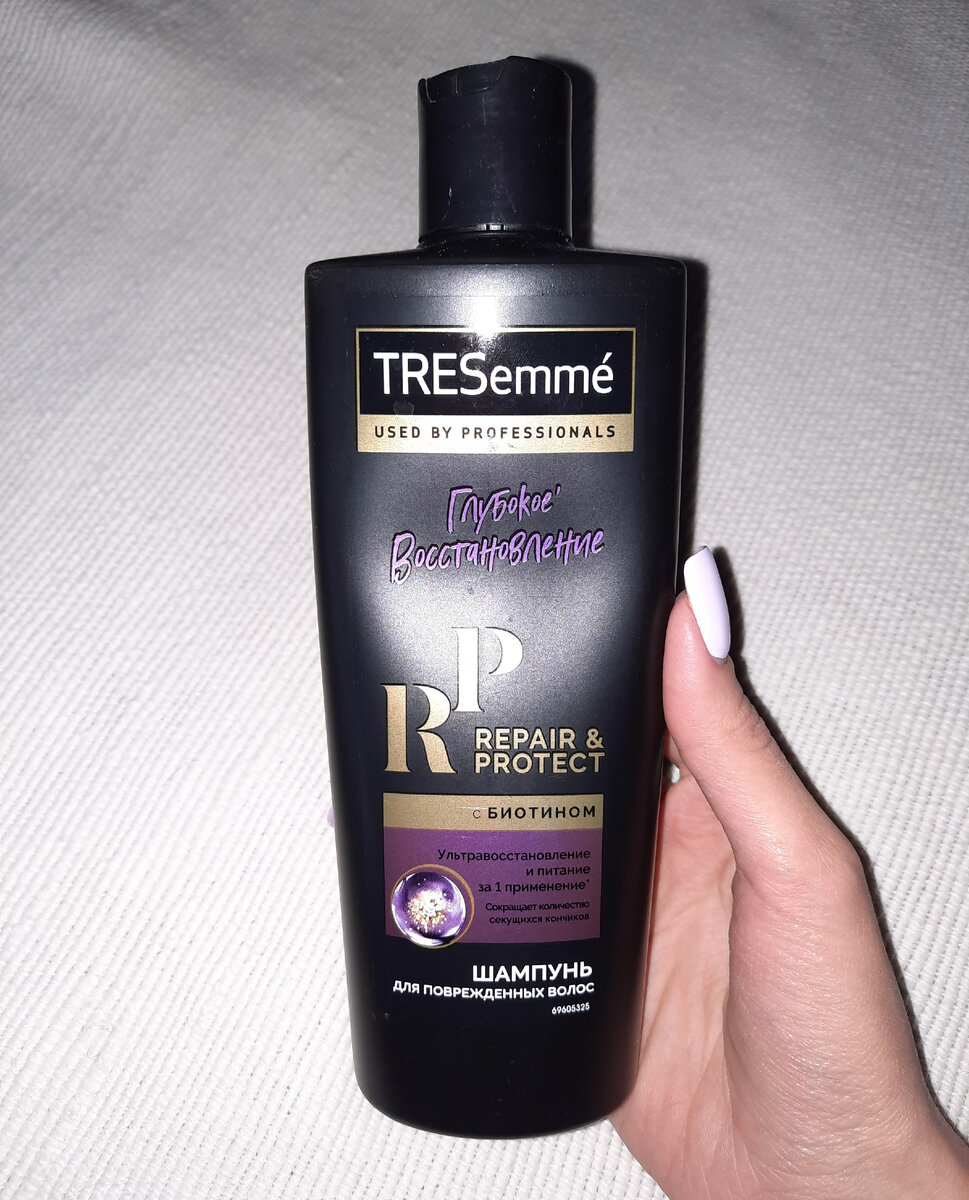 TRESemmé
USED BY PROFESSIONALS
Глубокое
Восстановление
RP
REPAIR &
PROTECT
С БИОТИНОМ
Ультравосстановление
и питание
за 1 применение*
Сокращает количество
секущихся кончиков
ШАМПУНЬ
ДЛЯ ПОВРЕЖДЕННЫХ ВОЛОС
69605325